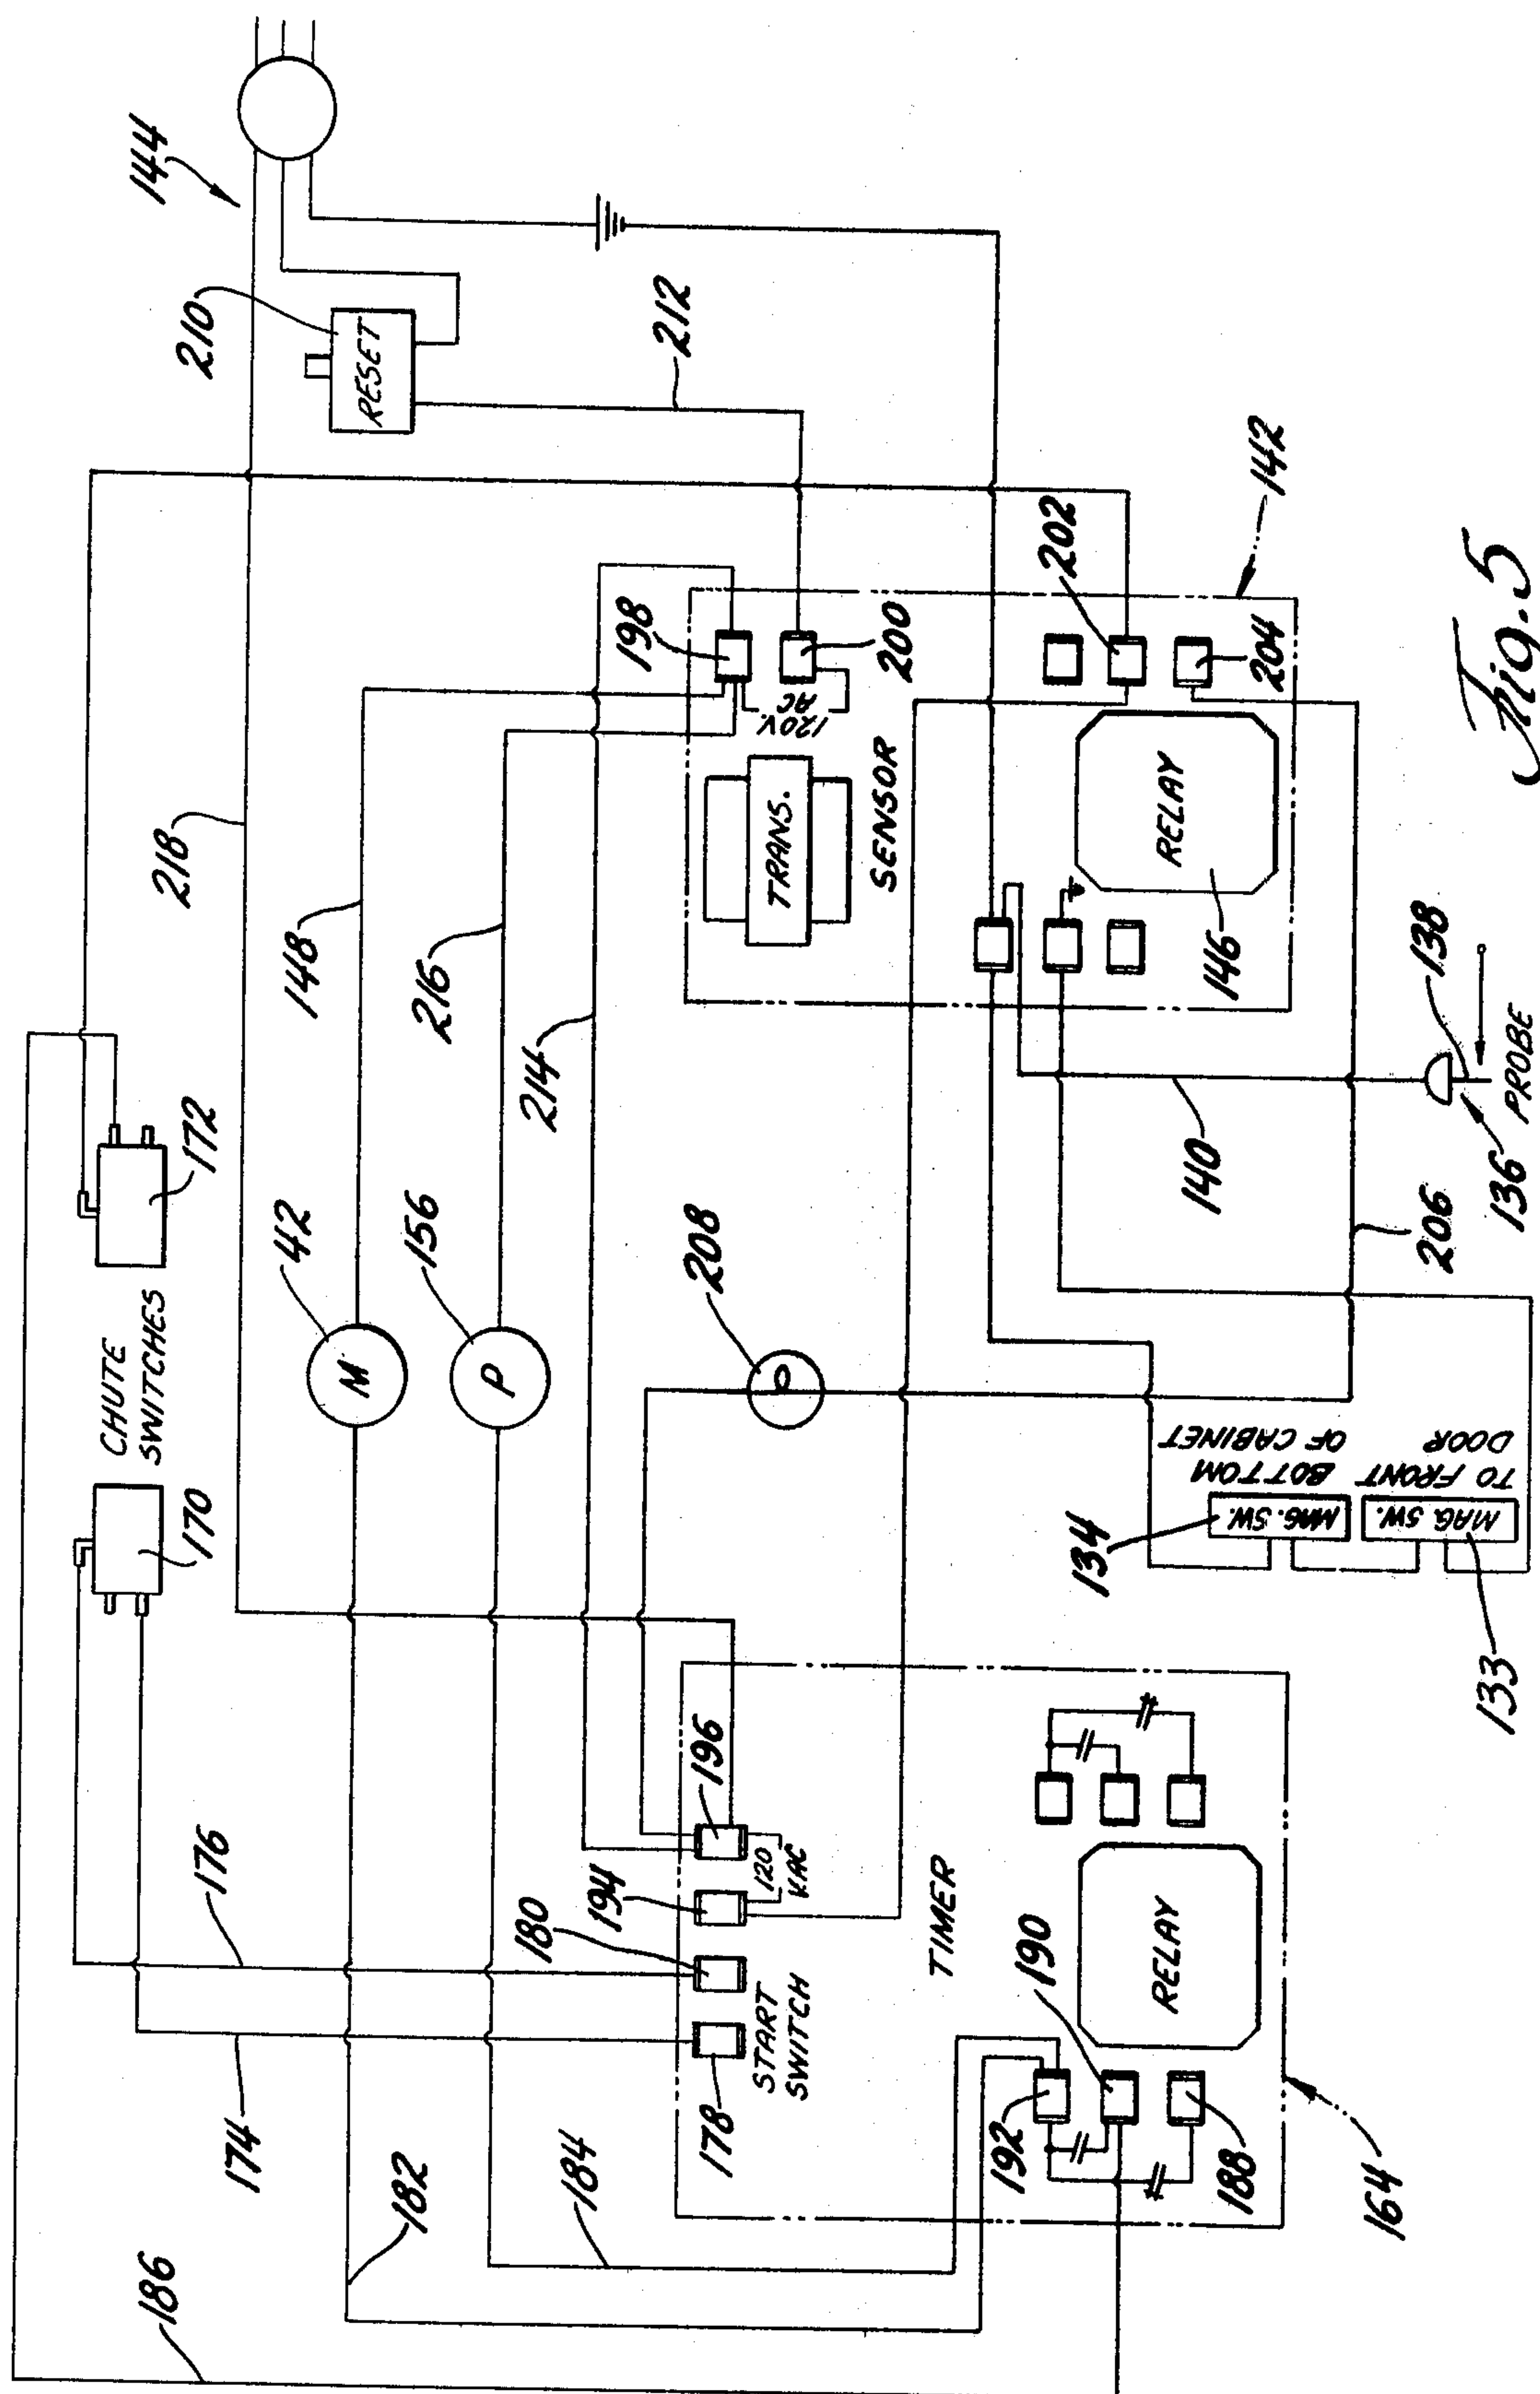 144
210
RESET
212
218
148
216
214
198
200
120V.
AC
TRANS.
SENSOR
202
204
142
RELAY
146
138
136
PROBE
140
206
172
CHUTE
SWITCHES
170
42
M
156
P
208
134
MAG. SW.
BOTTOM
OF CABINET
133
MAG. SW.
TO FRONT
DOOR
176
174
182
184
186
196
194
180
178
120
VAC
START
SWITCH
TIMER
190
192
188
RELAY
164
Fig. 5